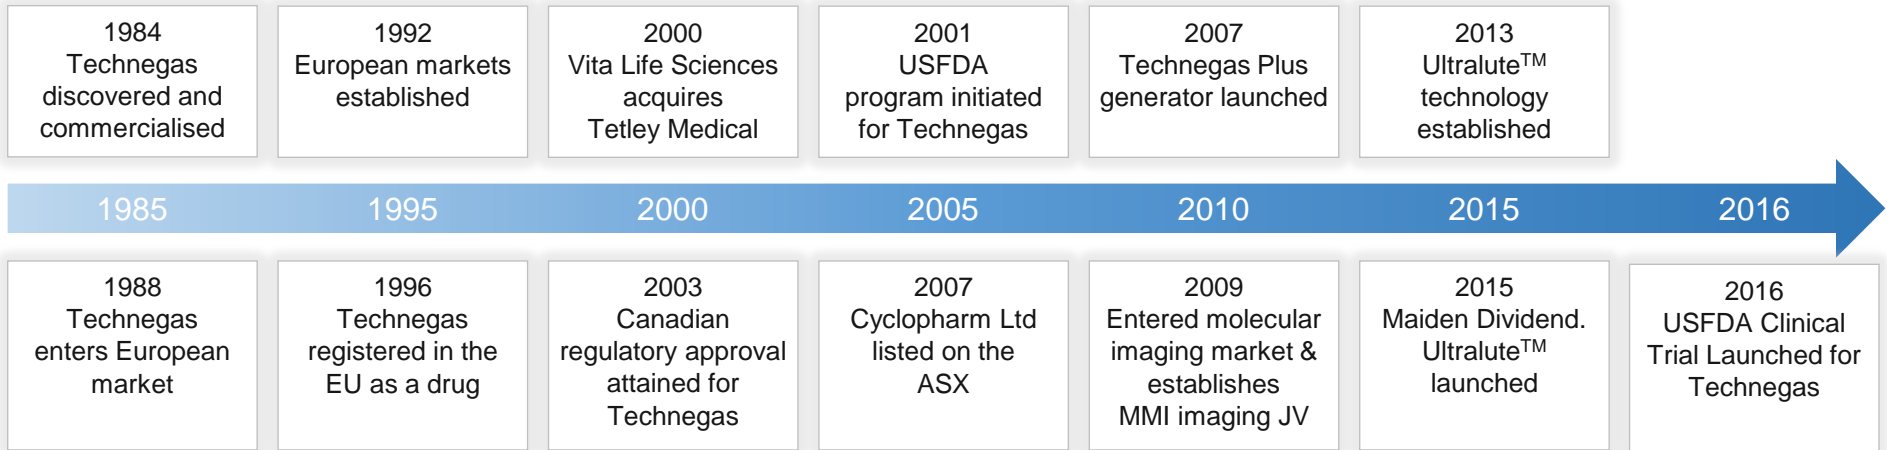 1984
Technegas
discovered and
commercialised
1992
European markets
established
2000
Vita Life Sciences
acquires
Tetley Medical
2001
USFDA
program initiated
for Technegas
2007
Technegas Plus
generator launched
2013
Ultralute™
technology
established
1985 1995 2000 2005 2010 2015 2016
1988
Technegas
enters European
market
1996
Technegas
registered in the
EU as a drug
2003
Canadian
regulatory approval
attained for
Technegas
2007
Cyclopharm Ltd
listed on the
ASX
2009
Entered molecular
imaging market &
establishes
MMI imaging JV
2015
Maiden Dividend.
Ultralute™
launched
2016
USFDA Clinical
Trial Launched for
Technegas